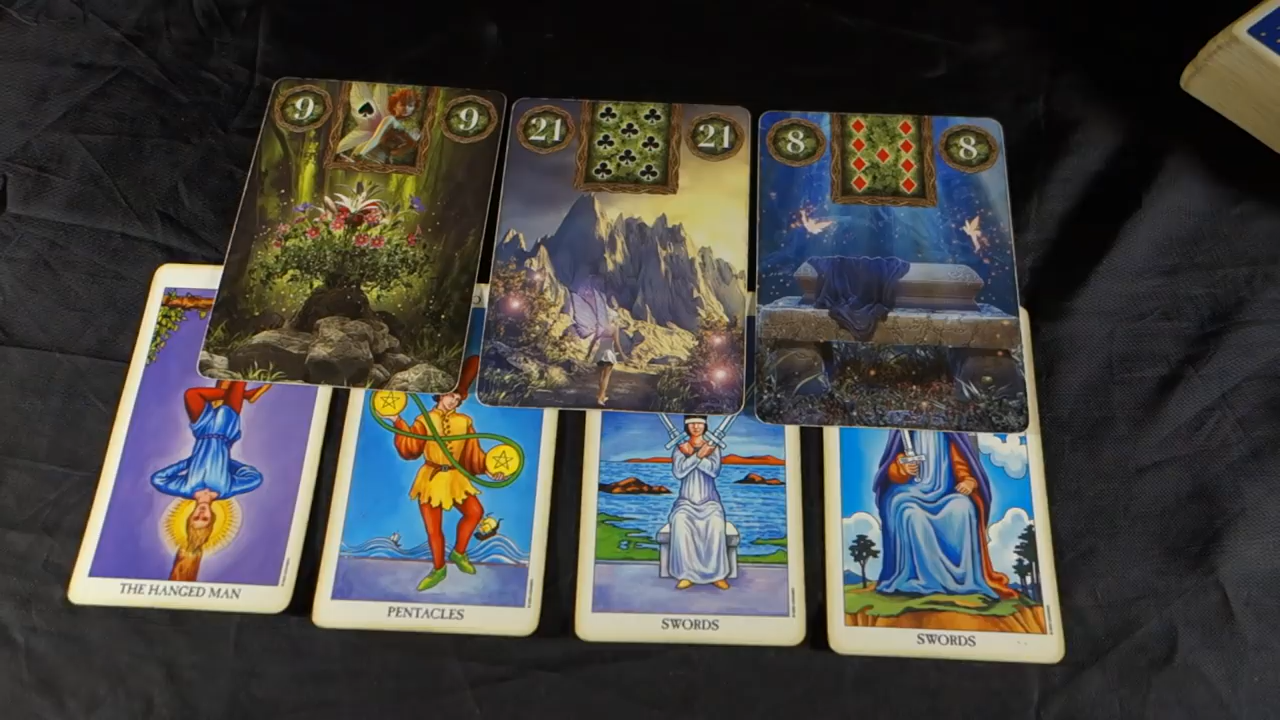 9 9
21 21
8 8
THE HANGED MAN
PENTACLES
SWORDS
SWORDS